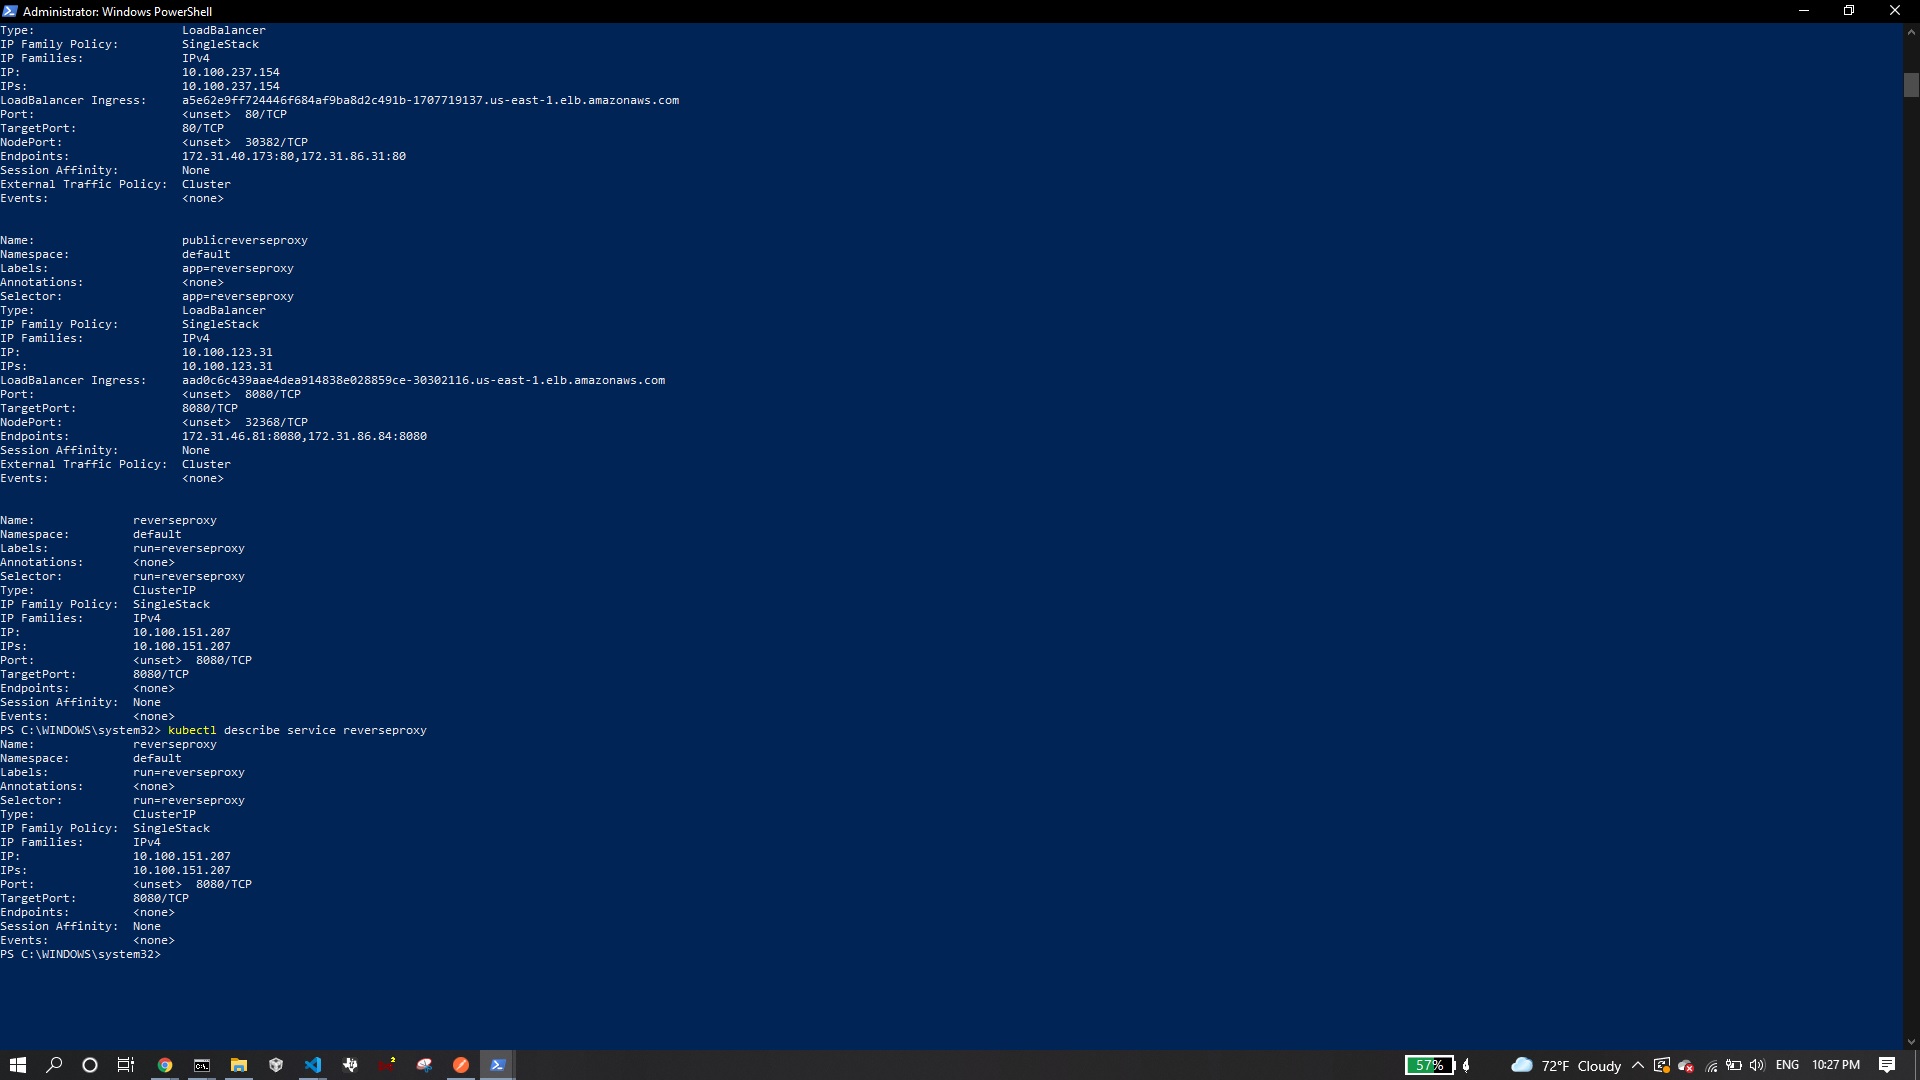 Administrator: Windows PowerShell
Type:                     LoadBalancer
IP Family Policy:         SingleStack
IP Families:              IPv4
IP:                       10.100.237.154
IPs:                      10.100.237.154
LoadBalancer Ingress:     a5e62e9ff724446f684af9ba8d2c491b-1707719137.us-east-1.elb.amazonaws.com
Port:                     <unset>  80/TCP
TargetPort:               80/TCP
NodePort:                 <unset>  30382/TCP
Endpoints:                172.31.40.173:80,172.31.86.31:80
Session Affinity:         None
External Traffic Policy:  Cluster
Events:                   <none>
Name:                     publicreverseproxy
Namespace:                default
Labels:                   app=reverseproxy
Annotations:              <none>
Selector:                 app=reverseproxy
Type:                     LoadBalancer
IP Family Policy:         SingleStack
IP Families:              IPv4
IP:                       10.100.123.31
IPs:                      10.100.123.31
LoadBalancer Ingress:     aad0c6c439aae4dea914838e028859ce-30302116.us-east-1.elb.amazonaws.com
Port:                     <unset>  8080/TCP
TargetPort:               8080/TCP
NodePort:                 <unset>  32368/TCP
Endpoints:                172.31.46.81:8080,172.31.86.84:8080
Session Affinity:         None
External Traffic Policy:  Cluster
Events:                   <none>
Name:              reverseproxy
Namespace:         default
Labels:            run=reverseproxy
Annotations:       <none>
Selector:          run=reverseproxy
Type:              ClusterIP
IP Family Policy:  SingleStack
IP Families:       IPv4
IP:                10.100.151.207
IPs:               10.100.151.207
Port:              <unset>  8080/TCP
TargetPort:        8080/TCP
Endpoints:         <none>
Session Affinity:  None
Events:            <none>
PS C:\WINDOWS\system32> kubectl describe service reverseproxy
Name:              reverseproxy
Namespace:         default
Labels:            run=reverseproxy
Annotations:       <none>
Selector:          run=reverseproxy
Type:              ClusterIP
IP Family Policy:  SingleStack
IP Families:       IPv4
IP:                10.100.151.207
IPs:               10.100.151.207
Port:              <unset>  8080/TCP
TargetPort:        8080/TCP
Endpoints:         <none>
Session Affinity:  None
Events:            <none>
PS C:\WINDOWS\system32>
57% 72°F Cloudy ENG 10:27 PM